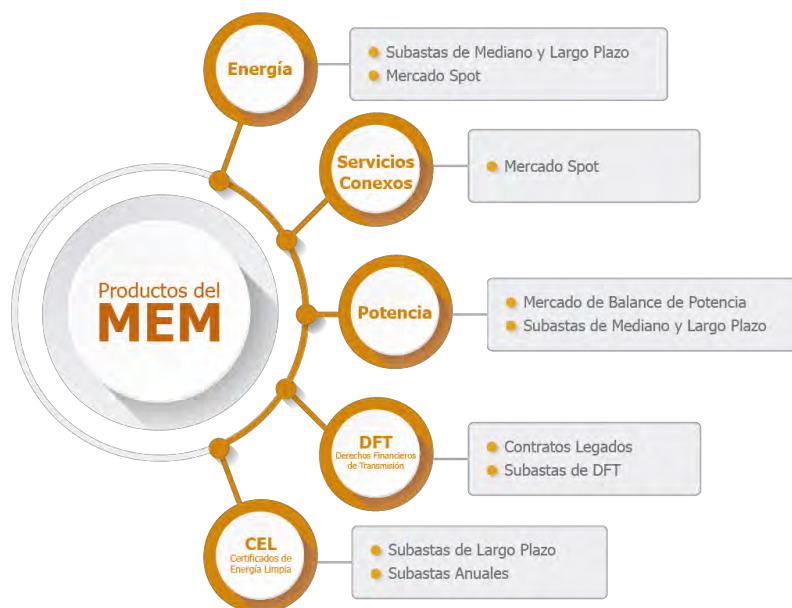 Productos del
MEM
Energía
Subastas de Mediano y Largo Plazo
Mercado Spot
Servicios
Conexos
Mercado Spot
Potencia
Mercado de Balance de Potencia
Subastas de Mediano y Largo Plazo
DFT
Derechos Financieros
de Transmisión
Contratos Legados
Subastas de DFT
CEL
Certificados de
Energía Limpia
Subastas de Largo Plazo
Subastas Anuales